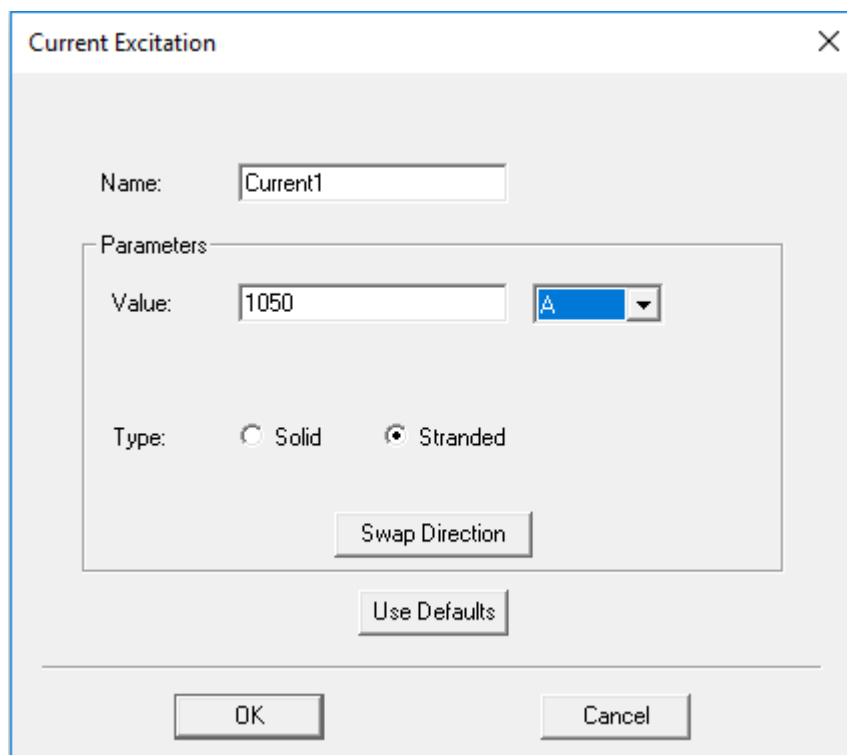 Current Excitation
Name: Current1
Parameters
Value: 1050 A
Type: Solid Stranded
Swap Direction
Use Defaults
OK Cancel